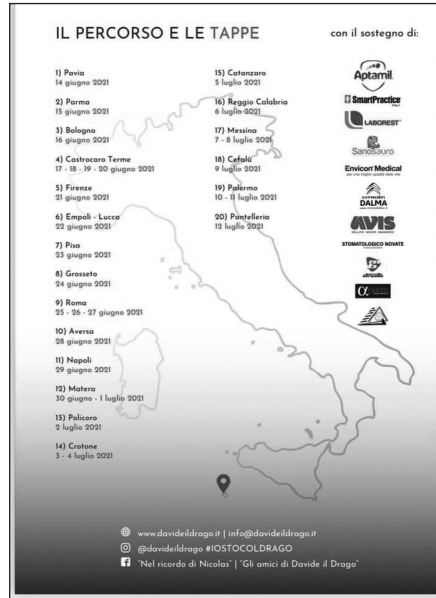 IL PERCORSO E LE TAPPE
con il sostegno di:
1) Pavia
14 giugno 2021
2) Parma
15 giugno 2021
3) Bologna
16 giugno 2021
4) Castrocaro Terme
17 - 18 - 19 - 20 giugno 2021
5) Firenze
21 giugno 2021
6) Empoli - Lucca
22 giugno 2021
7) Pisa
23 giugno 2021
8) Grosseto
24 giugno 2021
9) Roma
25 - 26 - 27 giugno 2021
10) Aversa
28 giugno 2021
11) Napoli
29 giugno 2021
12) Matera
30 giugno - 1 luglio 2021
13) Policoro
2 luglio 2021
14) Crotone
3 - 4 luglio 2021
15) Catanzaro
5 luglio 2021
16) Reggio Calabria
6 luglio 2021
17) Messina
7 - 8 luglio 2021
18) Cefalù
9 luglio 2021
19) Palermo
10 - 11 luglio 2021
20) Pantelleria
12 luglio 2021
Aptamil
SmartPractice
LABOREST
SanoSauro
Envicon Medical
CITROËN
DALMA
AVIS
STOMATOLOGICO NOVATE
www.davideildrago.it | info@davideildrago.it
@davideildrago #IOSTOCOLDRAGO
"Nel ricordo di Nicolas" | "Gli amici di Davide il Drago"